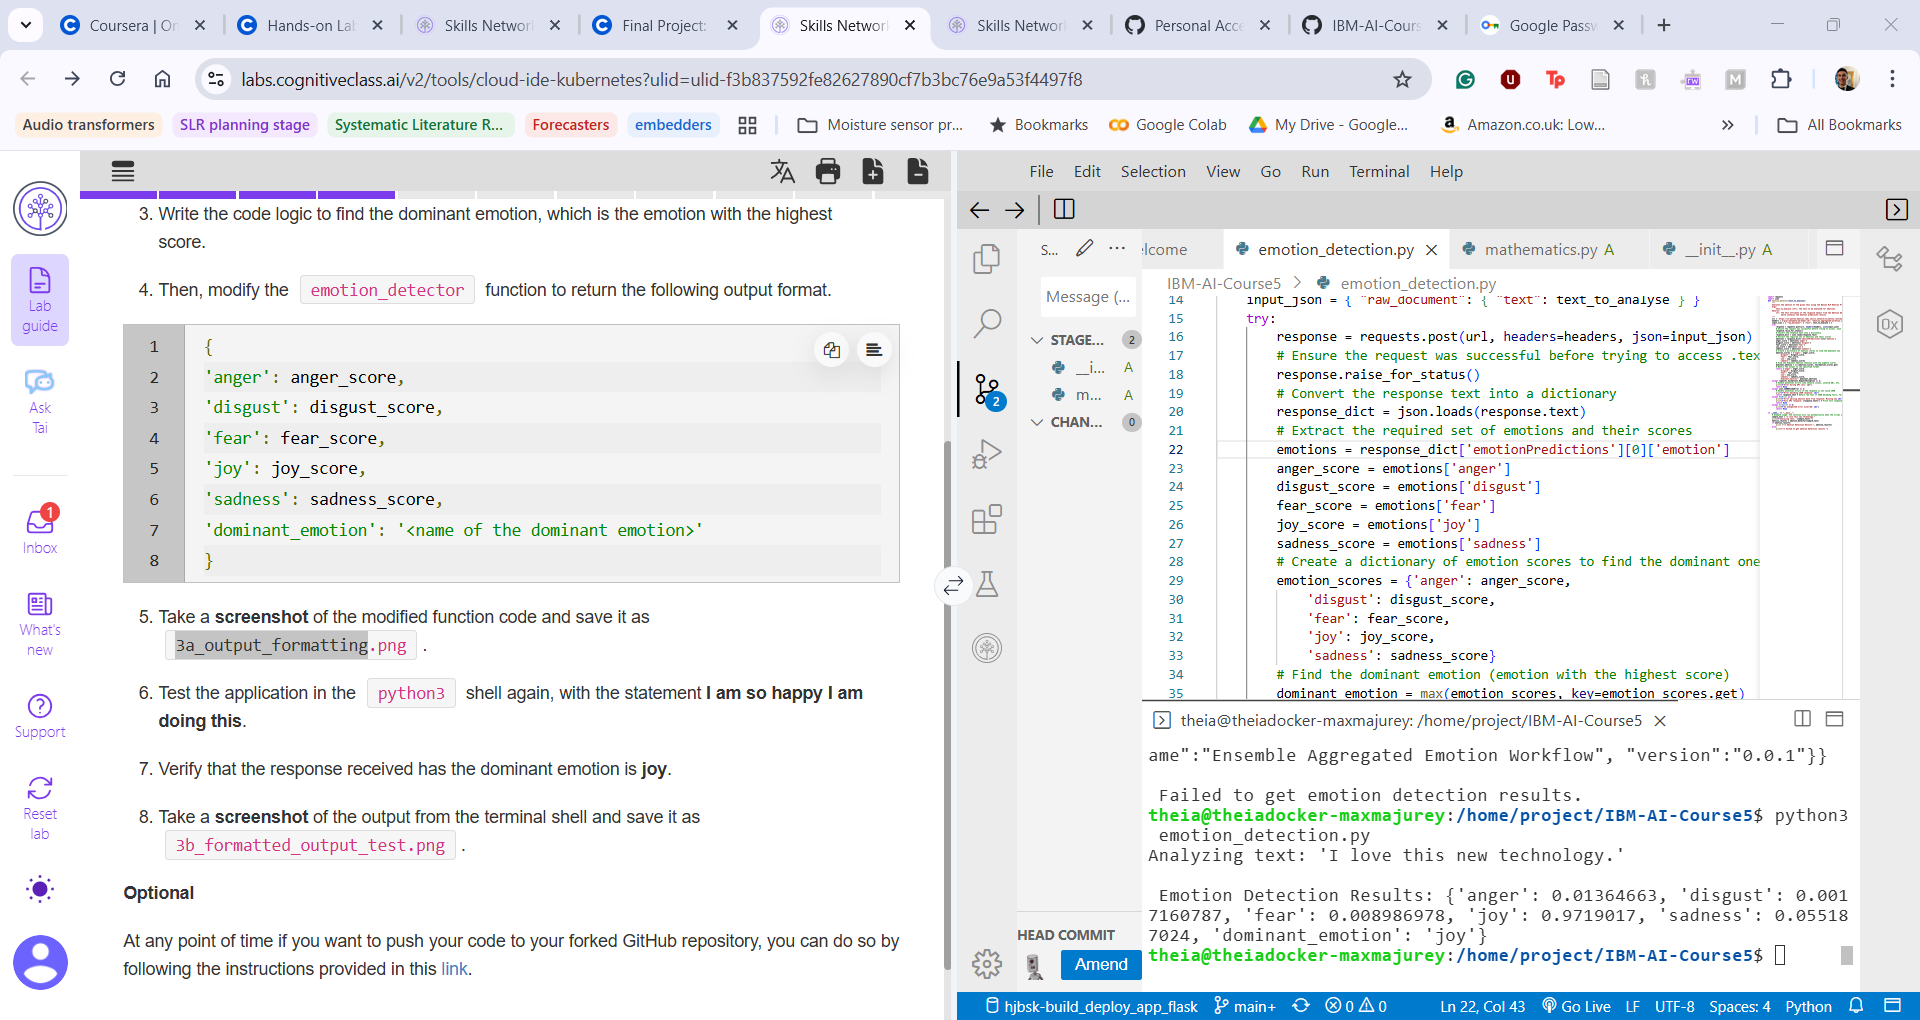 Coursera | On
Hands-on Lab
Skills Networ
Final Project:
Skills Networ
Skills Networ
Personal Acce
IBM-AI-Cours
Google Passw
labs.cognitiveclass.ai/v2/tools/cloud-ide-kubernetes?ulid=ulid-f3b837592fe82627890cf7b3bc76e9a53f4497f8
Audio transformers
SLR planning stage
Systematic Literature R...
Forecasters
embedders
Moisture sensor pr...
Bookmarks
Google Colab
My Drive - Google...
Amazon.co.uk: Low...
All Bookmarks
Lab
guide
Ask
Tai
1
Inbox
What's
new
Support
Reset
lab
3. Write the code logic to find the dominant emotion, which is the emotion with the highest
score.
4. Then, modify the emotion_detector function to return the following output format.
1 {
2 'anger': anger_score,
3 'disgust': disgust_score,
4 'fear': fear_score,
5 'joy': joy_score,
6 'sadness': sadness_score,
7 'dominant_emotion': '<name of the dominant emotion>'
8 }
5. Take a screenshot of the modified function code and save it as
3a_output_formatting.png .
6. Test the application in the python3 shell again, with the statement I am so happy I am
doing this.
7. Verify that the response received has the dominant emotion is joy.
8. Take a screenshot of the output from the terminal shell and save it as
3b_formatted_output_test.png .
Optional
At any point of time if you want to push your code to your forked GitHub repository, you can do so by
following the instructions provided in this link.
File Edit Selection View Go Run Terminal Help
S...
Message (...
STAGE... 2
__i... A
m... A
CHAN... 0
2
HEAD COMMIT
Amend
lcome
emotion_detection.py
mathematics.py A
__init__.py A
IBM-AI-Course5 > emotion_detection.py
14 input_json = { "raw_document": { "text": text_to_analyse } }
15 try:
16 response = requests.post(url, headers=headers, json=input_json)
17 # Ensure the request was successful before trying to access .tex
18 response.raise_for_status()
19 # Convert the response text into a dictionary
20 response_dict = json.loads(response.text)
21 # Extract the required set of emotions and their scores
22 emotions = response_dict['emotionPredictions'][0]['emotion']
23 anger_score = emotions['anger']
24 disgust_score = emotions['disgust']
25 fear_score = emotions['fear']
26 joy_score = emotions['joy']
27 sadness_score = emotions['sadness']
28 # Create a dictionary of emotion scores to find the dominant one
29 emotion_scores = {'anger': anger_score,
30 'disgust': disgust_score,
31 'fear': fear_score,
32 'joy': joy_score,
33 'sadness': sadness_score}
34 # Find the dominant emotion (emotion with the highest score)
35 dominant_emotion = max(emotion_scores, key=emotion_scores.get)
theia@theiadocker-maxmajurey: /home/project/IBM-AI-Course5
ame":"Ensemble Aggregated Emotion Workflow", "version":"0.0.1"}}
Failed to get emotion detection results.
theia@theiadocker-maxmajurey:/home/project/IBM-AI-Course5$ python3
emotion_detection.py
Analyzing text: 'I love this new technology.'
Emotion Detection Results: {'anger': 0.01364663, 'disgust': 0.001
7160787, 'fear': 0.008986978, 'joy': 0.9719017, 'sadness': 0.05518
7024, 'dominant_emotion': 'joy'}
theia@theiadocker-maxmajurey:/home/project/IBM-AI-Course5$
hjbsk-build_deploy_app_flask main+ 0 0 Ln 22, Col 43 Go Live LF UTF-8 Spaces: 4 Python